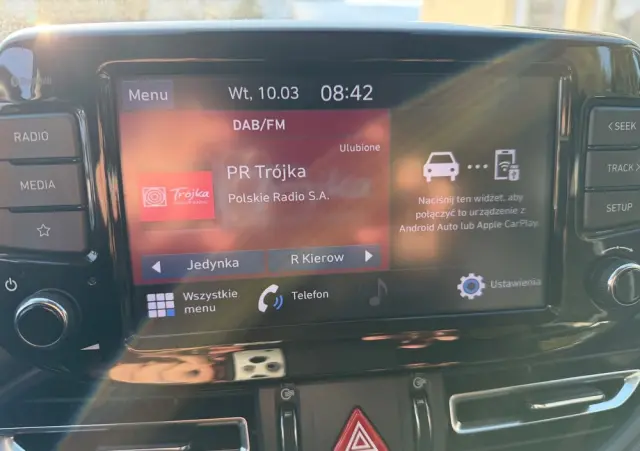 Menu
Wt, 10.03 08:42
DAB/FM
Ulubione
PR Trójka
Trójka
Polskie Radio S.A.
Jedynka
R Kierow
Naciśnij ten widżet, aby
połączyć to urządzenie z
Android Auto lub Apple CarPlay.
Wszystkie
menu
Telefon
Ustawienia
RADIO
MEDIA
< SEEK
TRACK >
SETUP